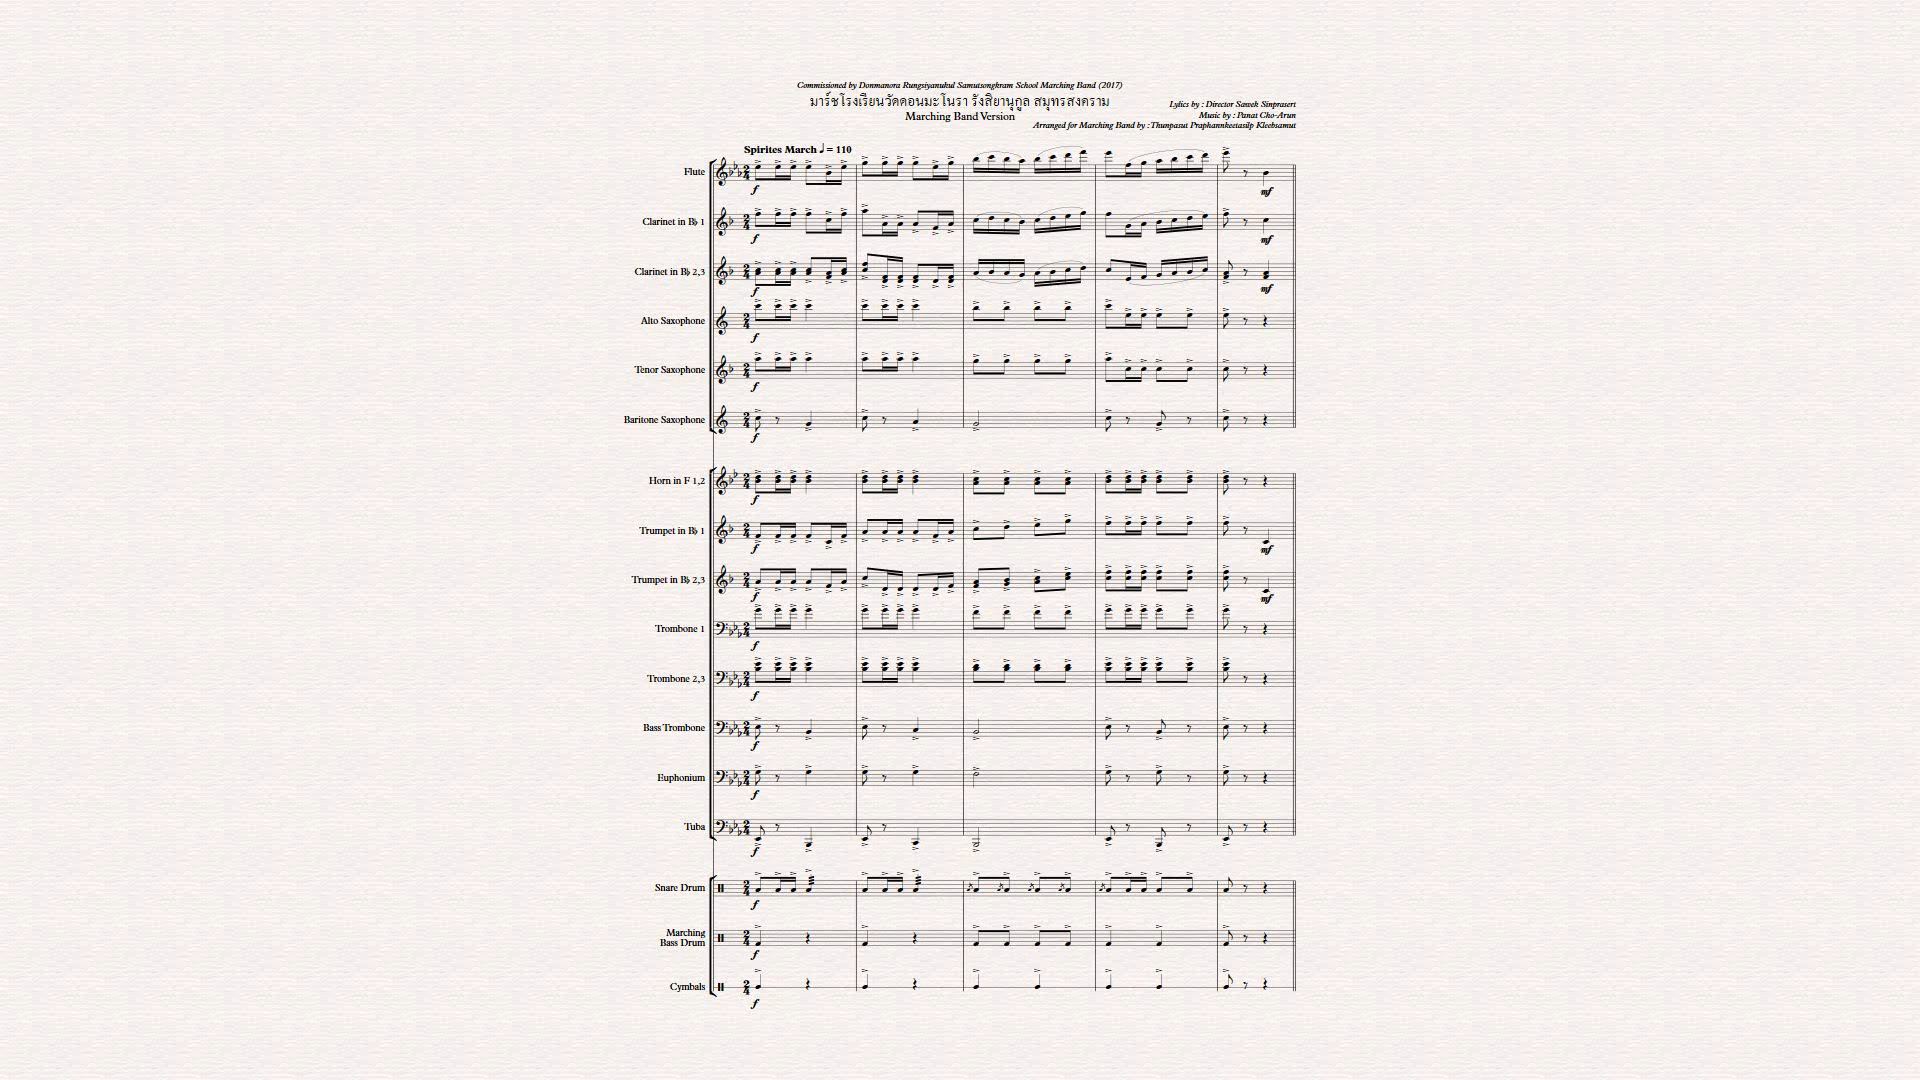 Commissioned by Donmanora Rungsiyanukul Samutsongkram School Marching Band (2017)
มาร์ชโรงเรียนวัดดอนมะโนรา รังสิยานุกูล สมุทรสงคราม
Marching Band Version
Lylics by : Director Sawek Sinprasert
Music by : Panat Cho-Arun
Arranged for Marching Band by : Thunpasut Praphannkeetasilp Kleebsamut
Spirites March ♩ = 110
Flute
Clarinet in B♭ 1
Clarinet in B♭ 2,3
Alto Saxophone
Tenor Saxophone
Baritone Saxophone
Horn in F 1,2
Trumpet in B♭ 1
Trumpet in B♭ 2,3
Trombone 1
Trombone 2,3
Bass Trombone
Euphonium
Tuba
Snare Drum
Marching
Bass Drum
Cymbals